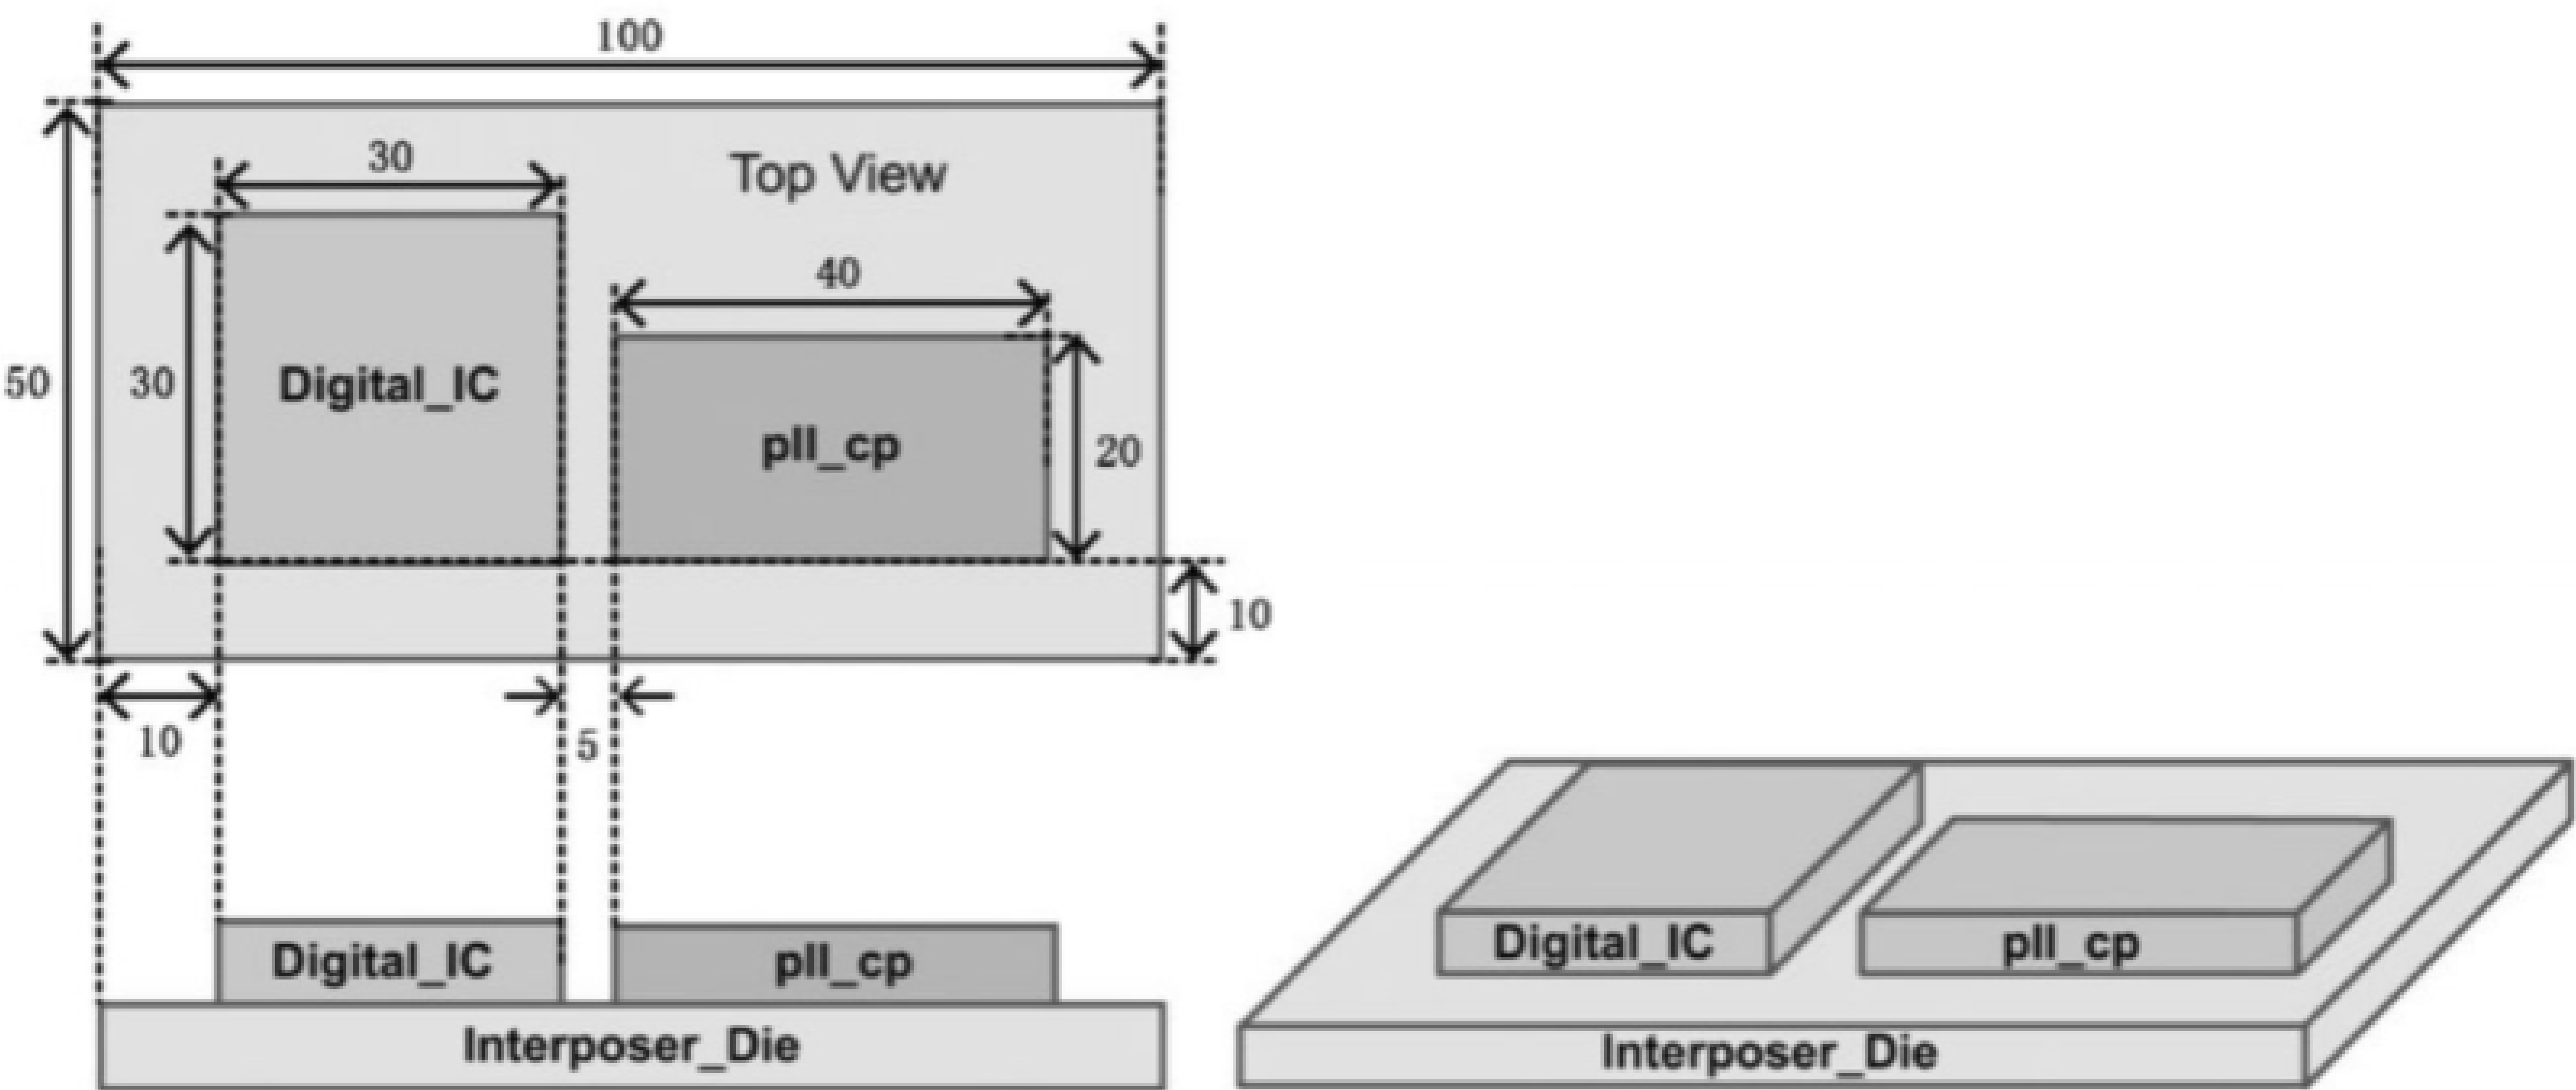 100
30
Top View
40
50
30
Digital_IC
pll_cp
20
10
10
5
Digital_IC
pll_cp
Interposer_Die
Digital_IC
pll_cp
Interposer_Die